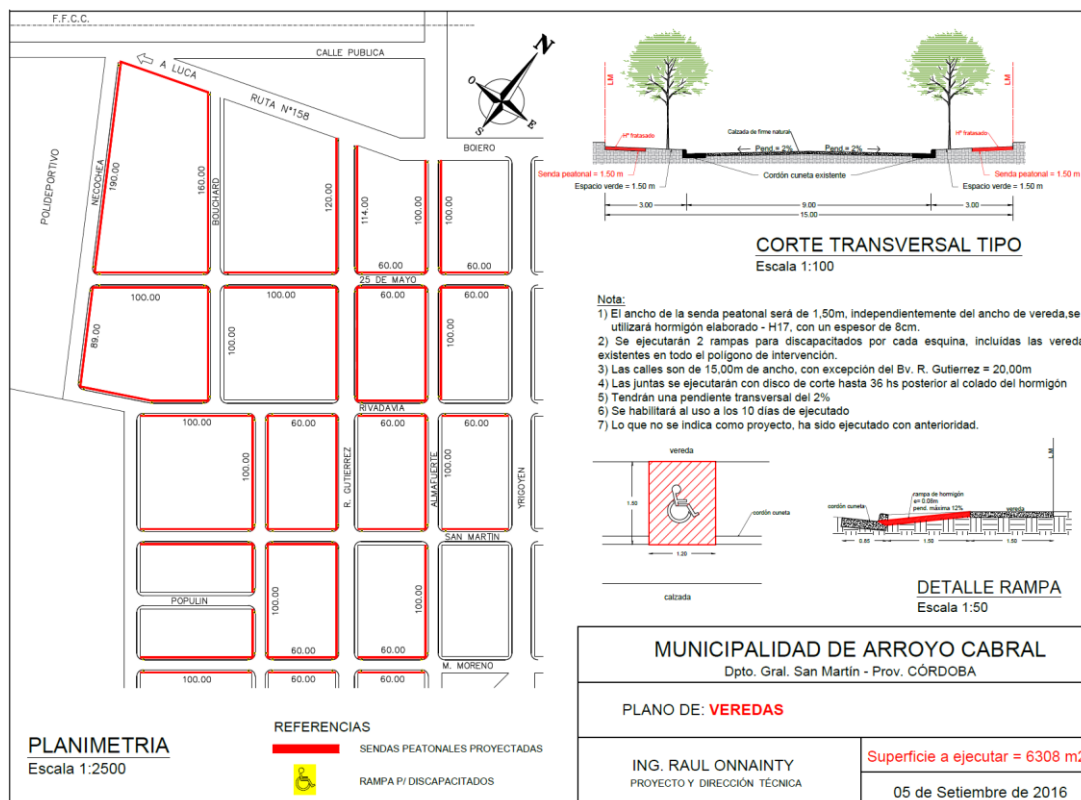 F.F.C.C.
CALLE PUBLICA
A LUCA
RUTA N°158
N
O
S
E
BOIERO
POLIDEPORTIVO
NECOCHEA
190.00
160.00
BOUCHARD
120.00
114.00
100.00
100.00
60.00
60.00
25 DE MAYO
100.00
100.00
60.00
60.00
89.00
100.00
100.00
100.00
RIVADAVIA
100.00
60.00
60.00
60.00
100.00
100.00
R. GUTIERREZ
ALMAFUERTE
100.00
YRIGOYEN
SAN MARTIN
POPULIN
100.00
100.00
60.00
60.00
M. MORENO
100.00
60.00
60.00
PLANIMETRIA
Escala 1:2500
REFERENCIAS
SENDAS PEATONALES PROYECTADAS
RAMPA P/ DISCAPACITADOS
LM
LM
Hº fratasado
Calzada de firme natural
Hº fratasado
Pend.= 2%
Pend.= 2%
Senda peatonal = 1.50 m
Cordón cuneta existente
Senda peatonal = 1.50 m
Espacio verde = 1.50 m
Espacio verde = 1.50 m
3.00
9.00
3.00
15.00
CORTE TRANSVERSAL TIPO
Escala 1:100
Nota:
1) El ancho de la senda peatonal será de 1,50m, independientemente del ancho de vereda,se
utilizará hormigón elaborado - H17, con un espesor de 8cm.
2) Se ejecutarán 2 rampas para discapacitados por cada esquina, incluídas las vereda
existentes en todo el polígono de intervención.
3) Las calles son de 15,00m de ancho, con excepción del Bv. R. Gutierrez = 20,00m
4) Las juntas se ejecutarán con disco de corte hasta 36 hs posterior al colado del hormigón
5) Tendrán una pendiente transversal del 2%
6) Se habilitará al uso a los 10 días de ejecutado
7) Lo que no se indica como proyecto, ha sido ejecutado con anterioridad.
vereda
cordón cuneta
1.20
calzada
LM
rampa de hormigón
e= 0.08m
pend. máxima 12%
cordón cuneta
vereda
0.85
1.50
1.50
DETALLE RAMPA
Escala 1:50
MUNICIPALIDAD DE ARROYO CABRAL
Dpto. Gral. San Martín - Prov. CÓRDOBA
PLANO DE: VEREDAS
ING. RAUL ONNAINTY
PROYECTO Y DIRECCIÓN TÉCNICA
Superficie a ejecutar = 6308 m2
05 de Setiembre de 2016